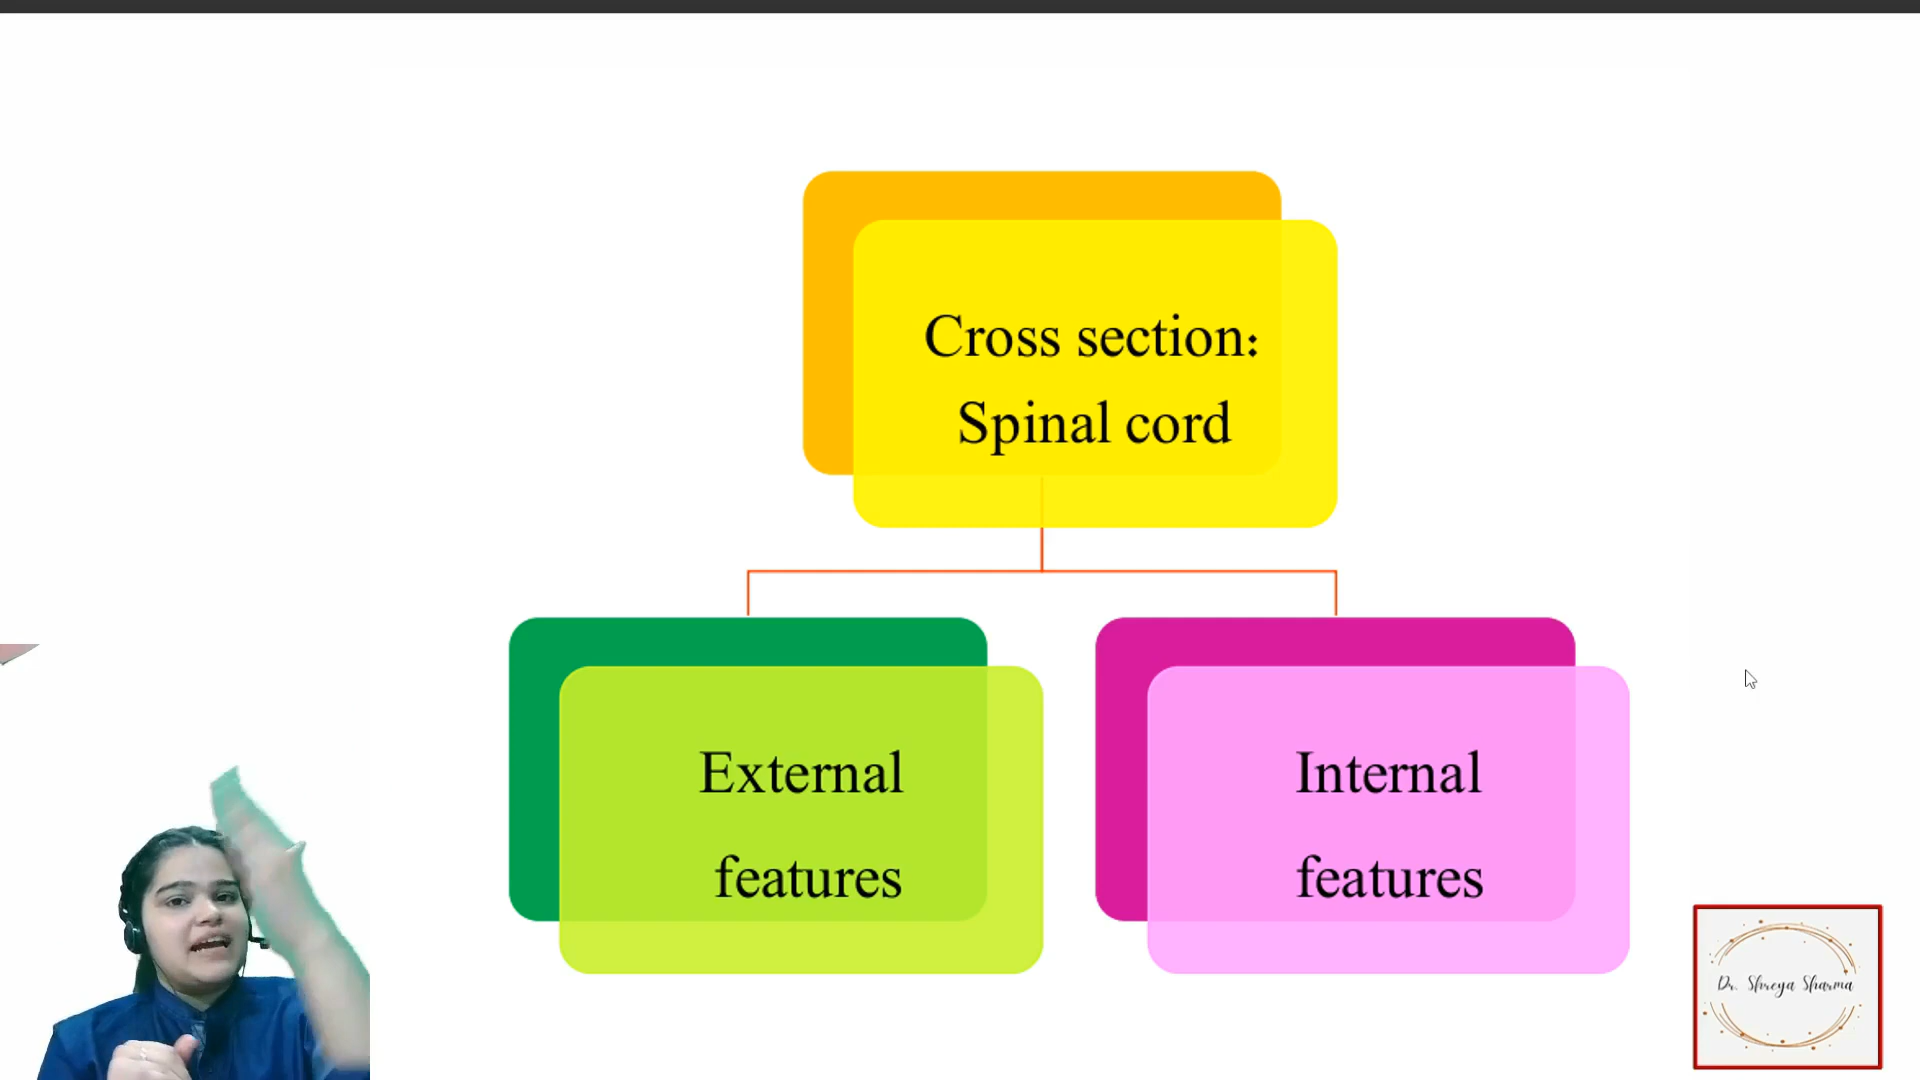 Cross section:
Spinal cord
External
features
Internal
features
Dr. Shreya Sharma